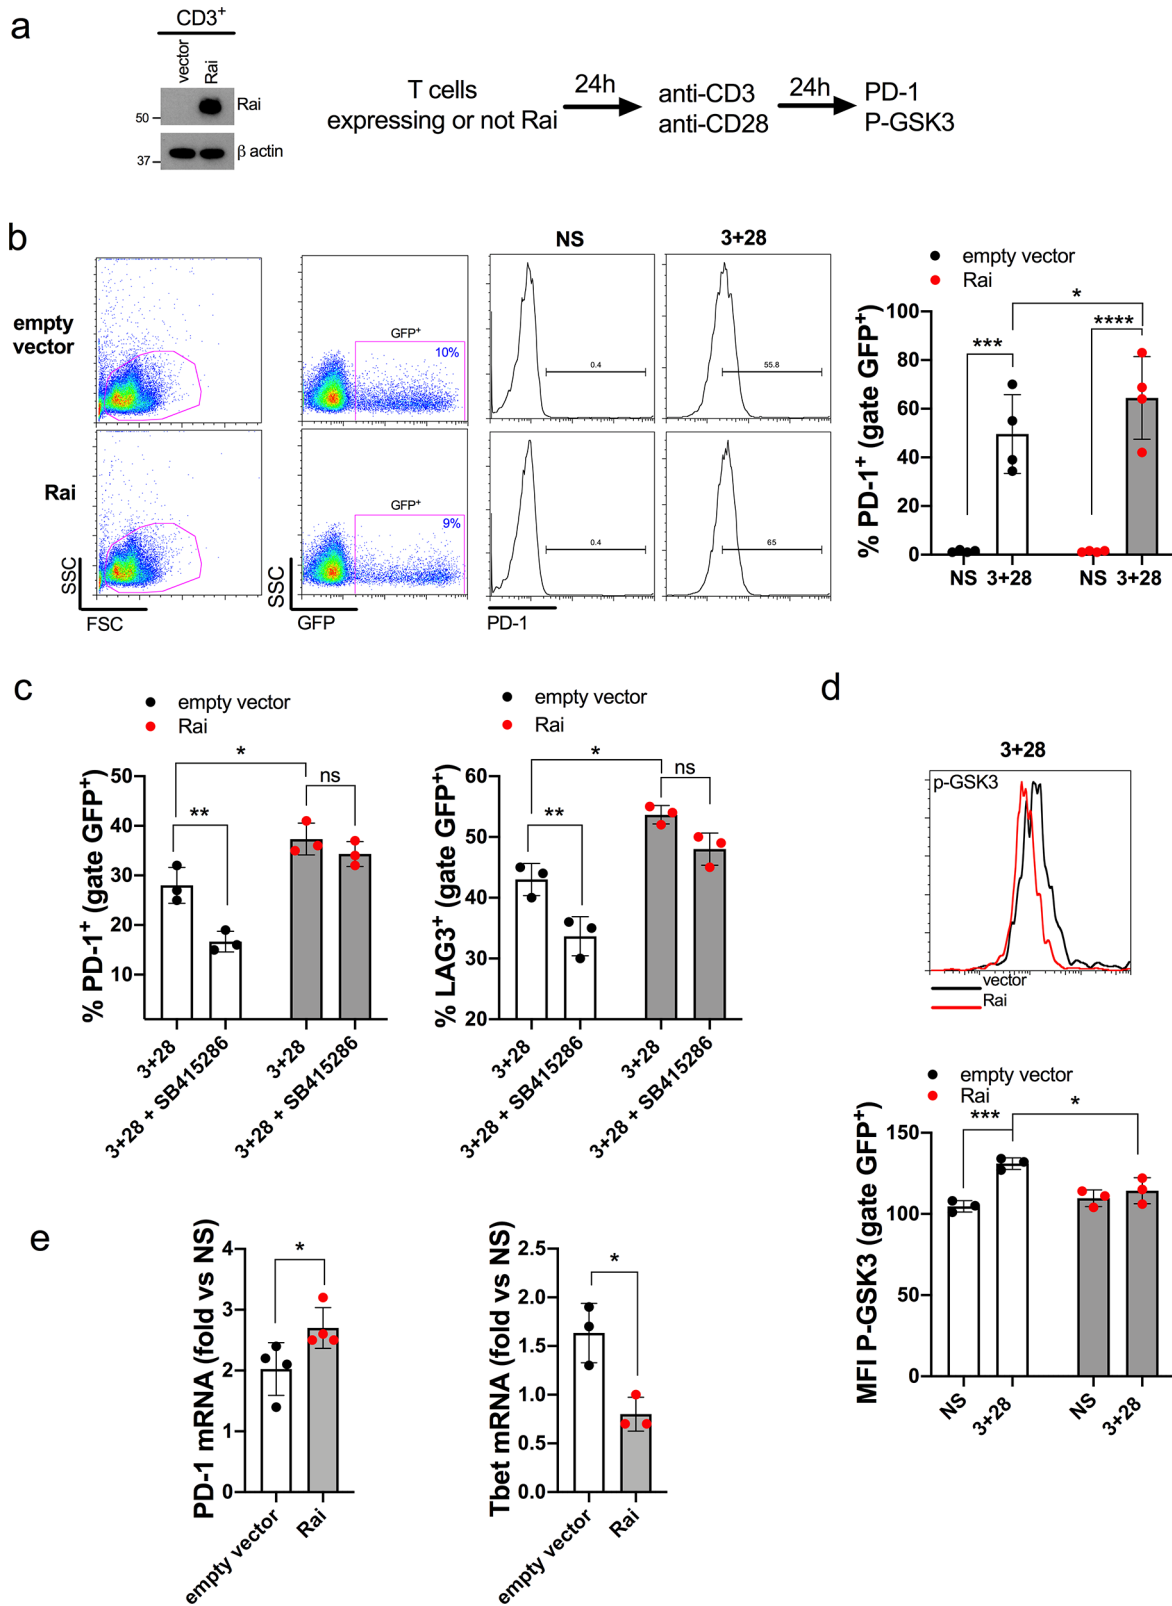 a
CD3+
vector
Rai
Rai
50
β actin
37
T cells
expressing or not Rai
24h
anti-CD3
anti-CD28
24h
PD-1
P-GSK3
b
NS
3+28
empty
vector
GFP+
10%
0.4
55.8
Rai
GFP+
9%
0.4
65
SSC
FSC
SSC
GFP
PD-1
empty vector
Rai
% PD-1+ (gate GFP+)
100
80
60
40
20
0
***
****
*
NS
3+28
NS
3+28
c
empty vector
Rai
% PD-1+ (gate GFP+)
50
40
30
20
10
*
**
ns
3+28
3+28 + SB415286
3+28
3+28 + SB415286
empty vector
Rai
% LAG3+ (gate GFP+)
60
50
40
30
20
*
**
ns
3+28
3+28 + SB415286
3+28
3+28 + SB415286
d
3+28
p-GSK3
vector
Rai
empty vector
Rai
MFI P-GSK3 (gate GFP+)
150
100
50
0
***
*
NS
3+28
NS
3+28
e
PD-1 mRNA (fold vs NS)
4
3
2
1
0
*
empty vector
Rai
Tbet mRNA (fold vs NS)
2.5
2.0
1.5
1.0
0.5
0.0
*
empty vector
Rai